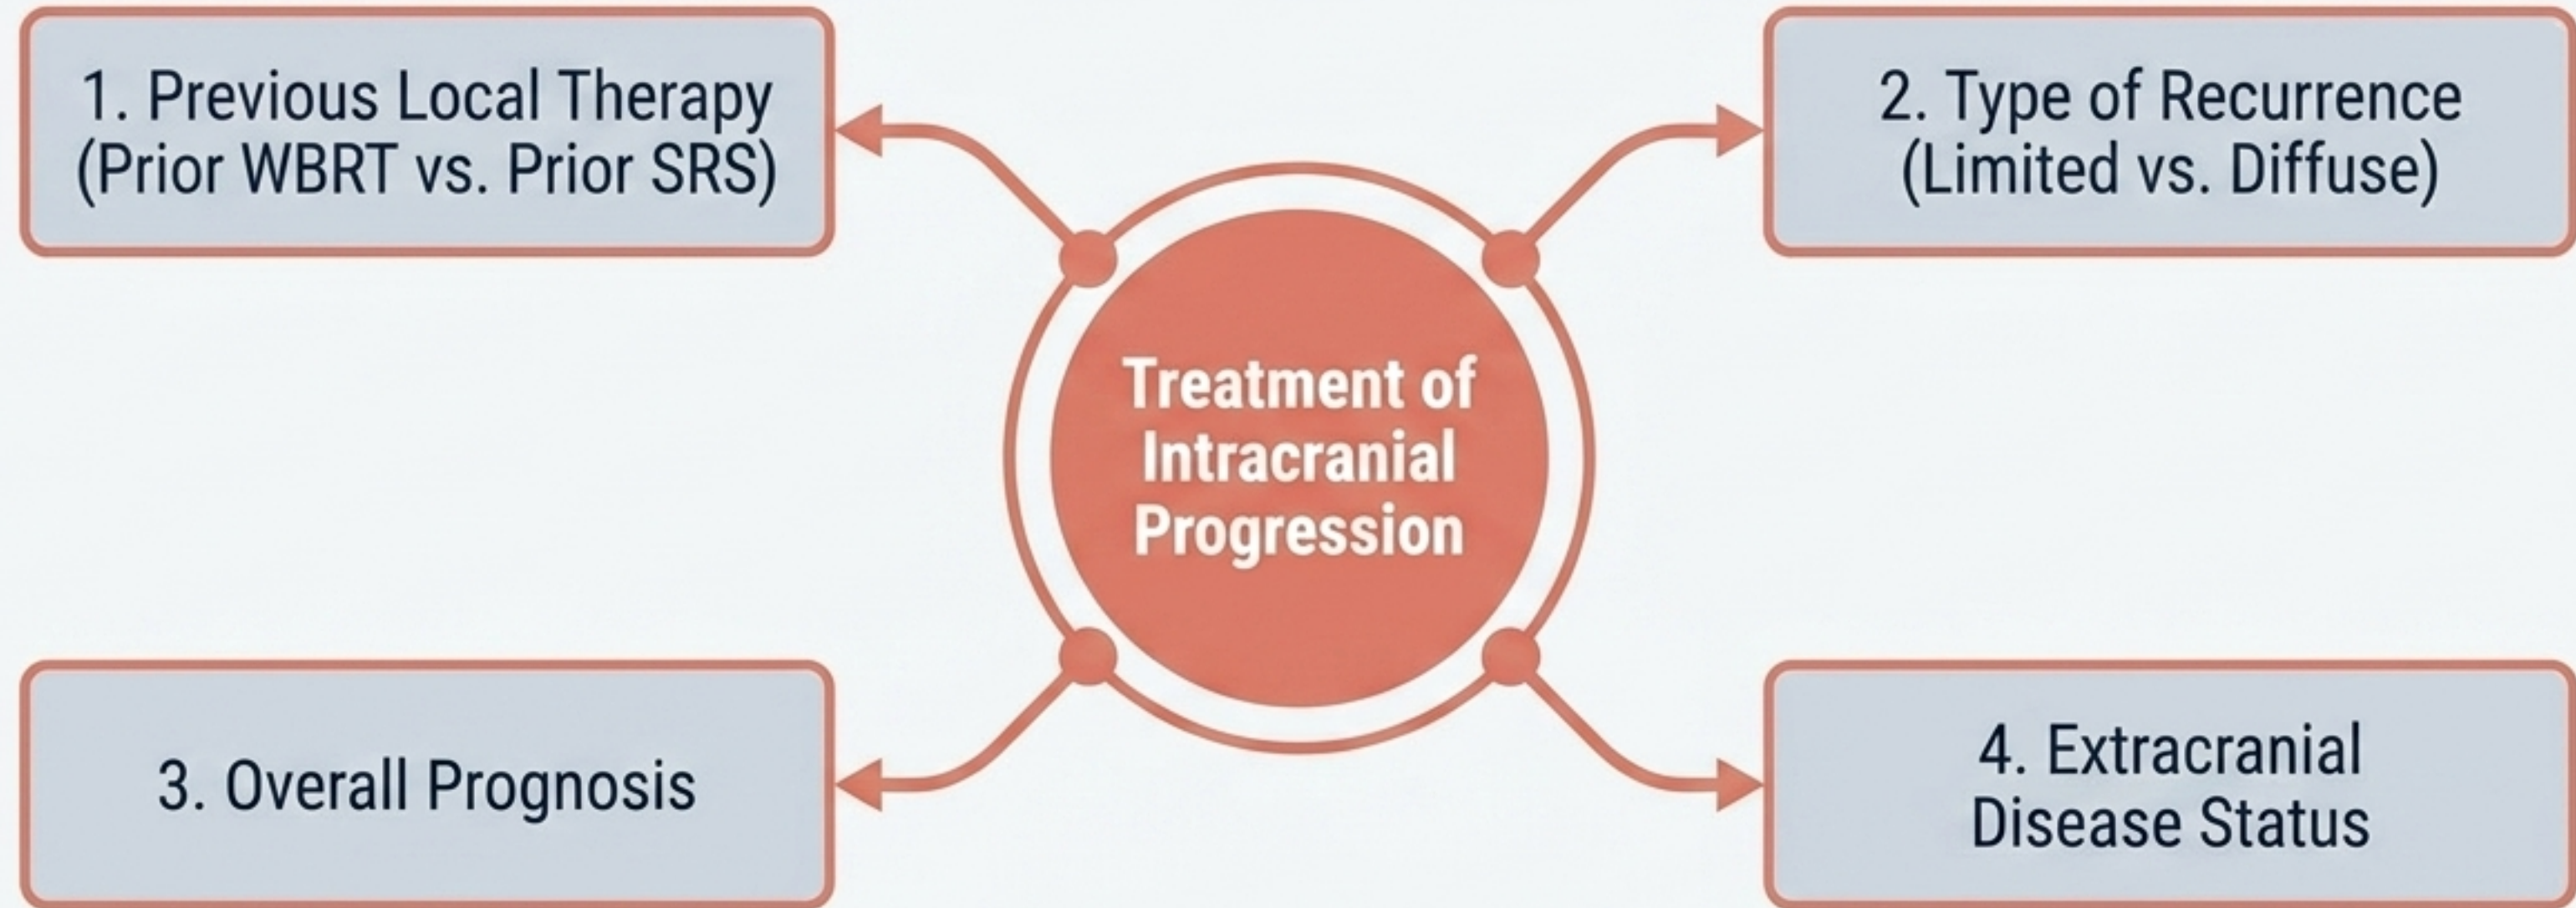 1. Previous Local Therapy
(Prior WBRT vs. Prior SRS)
2. Type of Recurrence
(Limited vs. Diffuse)
Treatment of
Intracranial
Progression
3. Overall Prognosis
4. Extracranial
Disease Status